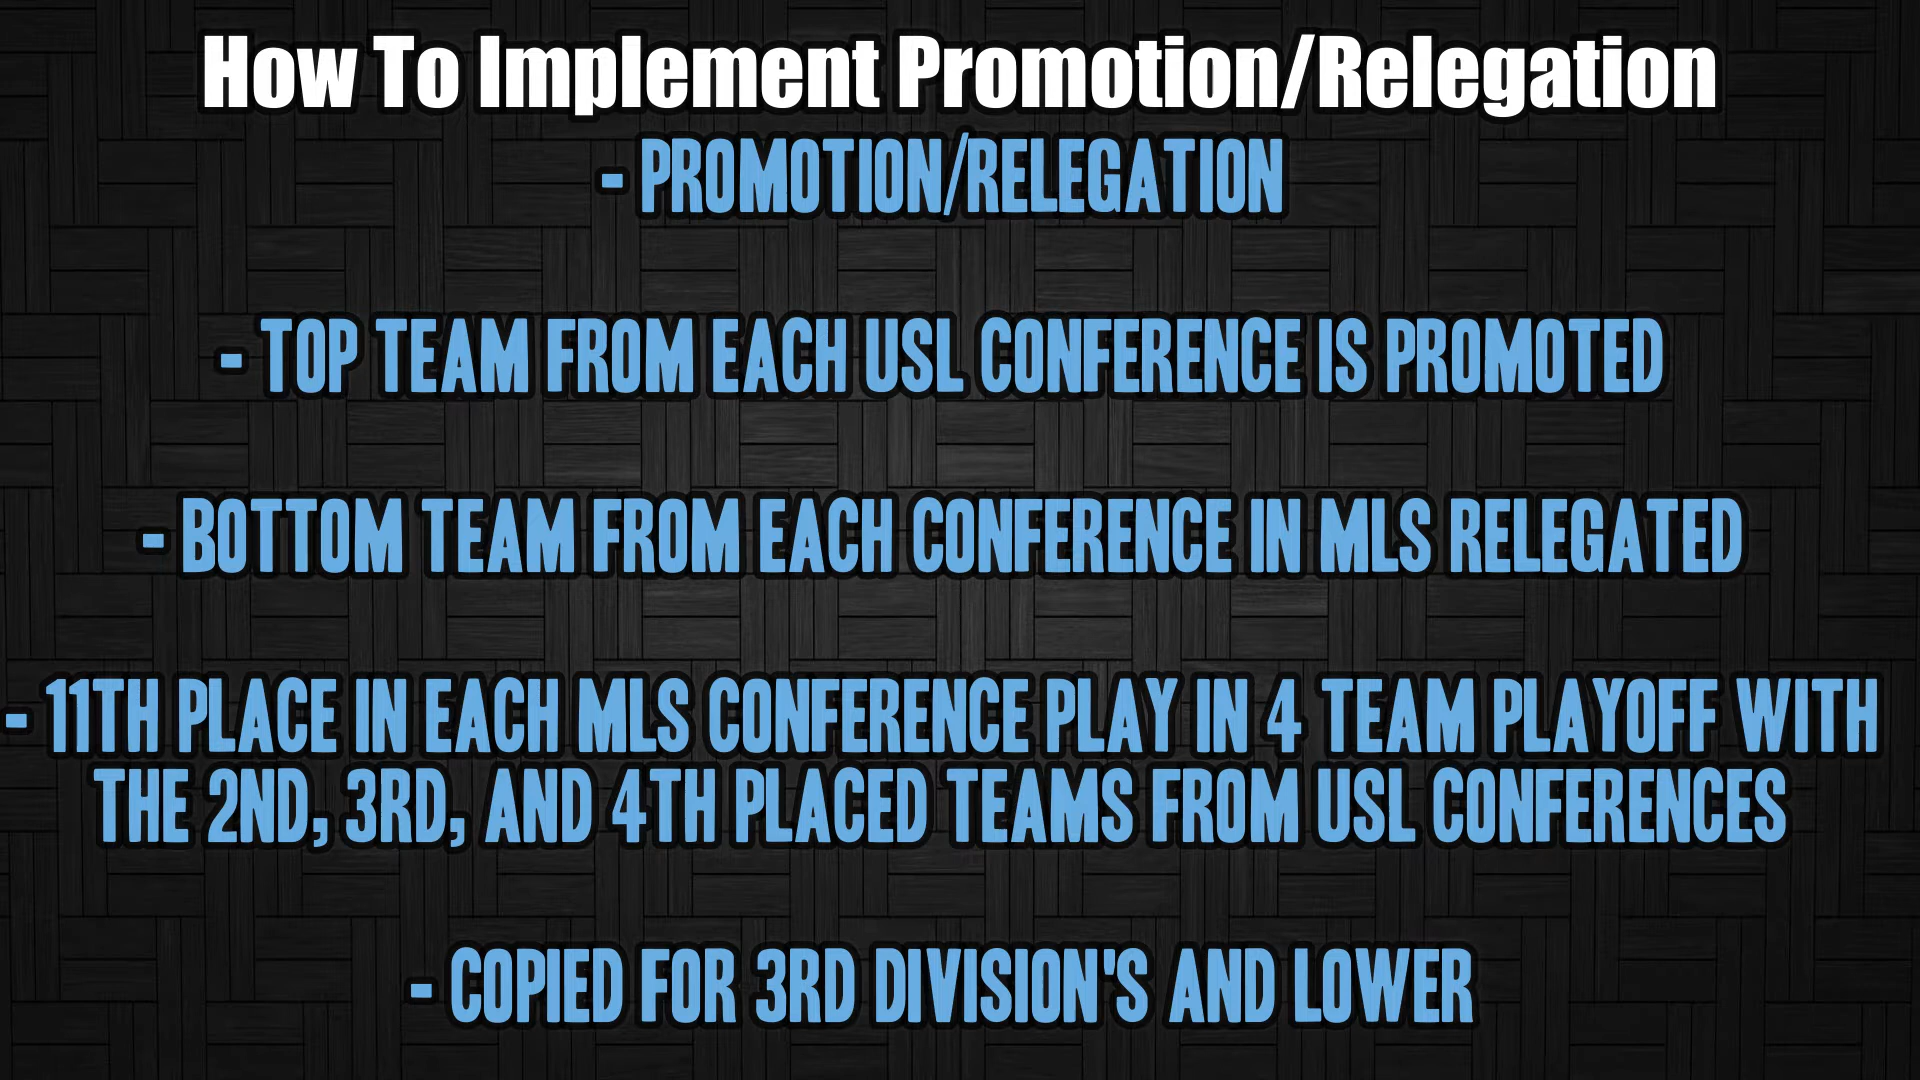 How To Implement Promotion/Relegation
- PROMOTION/RELEGATION
- TOP TEAM FROM EACH USL CONFERENCE IS PROMOTED
- BOTTOM TEAM FROM EACH CONFERENCE IN MLS RELEGATED
- 11TH PLACE IN EACH MLS CONFERENCE PLAY IN 4 TEAM PLAYOFF WITH
THE 2ND, 3RD, AND 4TH PLACED TEAMS FROM USL CONFERENCES
- COPIED FOR 3RD DIVISION'S AND LOWER